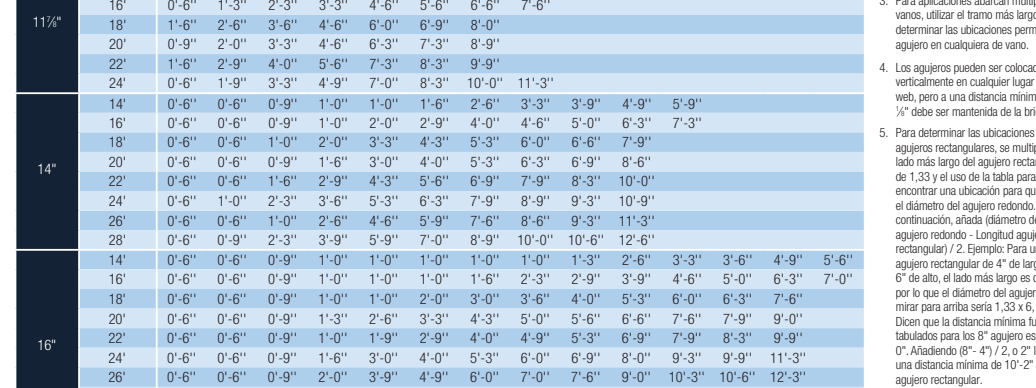 16' 0'-6'' 1'-3'' 2'-3'' 3'-3'' 4'-6'' 5'-6'' 6'-6'' 7'-6''
11⅞"
18' 1'-6'' 2'-6'' 3'-6'' 4'-6'' 6'-0'' 6'-9'' 8'-0''
20' 0'-9'' 2'-0'' 3'-3'' 4'-6'' 6'-3'' 7'-3'' 8'-9''
22' 1'-6'' 2'-9'' 4'-0'' 5'-6'' 7'-3'' 8'-3'' 9'-9''
24' 0'-6'' 1'-9'' 3'-3'' 4'-9'' 7'-0'' 8'-3'' 10'-0'' 11'-3''
14"
14' 0'-6'' 0'-6'' 0'-9'' 1'-0'' 1'-0'' 1'-6'' 2'-6'' 3'-3'' 3'-9'' 4'-9'' 5'-9''
16' 0'-6'' 0'-6'' 0'-9'' 1'-0'' 2'-0'' 2'-9'' 4'-0'' 4'-6'' 5'-0'' 6'-3'' 7'-3''
18' 0'-6'' 0'-6'' 1'-0'' 2'-0'' 3'-3'' 4'-3'' 5'-3'' 6'-0'' 6'-6'' 7'-9''
20' 0'-6'' 0'-6'' 0'-9'' 1'-6'' 3'-0'' 4'-0'' 5'-3'' 6'-3'' 6'-9'' 8'-6''
22' 0'-6'' 0'-6'' 1'-6'' 2'-9'' 4'-3'' 5'-6'' 6'-9'' 7'-9'' 8'-3'' 10'-0''
24' 0'-6'' 1'-0'' 2'-3'' 3'-6'' 5'-3'' 6'-3'' 7'-9'' 8'-9'' 9'-3'' 10'-9''
26' 0'-6'' 0'-6'' 1'-0'' 2'-6'' 4'-6'' 5'-9'' 7'-6'' 8'-6'' 9'-3'' 11'-3''
28' 0'-6'' 0'-9'' 2'-3'' 3'-9'' 5'-9'' 7'-0'' 8'-9'' 10'-0'' 10'-6'' 12'-6''
16"
14' 0'-6'' 0'-6'' 0'-9'' 1'-0'' 1'-0'' 1'-0'' 1'-0'' 1'-0'' 1'-3'' 2'-6'' 3'-3'' 3'-6'' 4'-9'' 5'-6''
16' 0'-6'' 0'-6'' 0'-9'' 1'-0'' 1'-0'' 1'-0'' 1'-6'' 2'-3'' 2'-9'' 3'-9'' 4'-6'' 5'-0'' 6'-3'' 7'-0''
18' 0'-6'' 0'-6'' 0'-9'' 1'-0'' 1'-0'' 2'-0'' 3'-0'' 3'-6'' 4'-0'' 5'-3'' 6'-0'' 6'-3'' 7'-6''
20' 0'-6'' 0'-6'' 0'-9'' 1'-3'' 2'-6'' 3'-3'' 4'-3'' 5'-0'' 5'-6'' 6'-6'' 7'-6'' 7'-9'' 9'-0''
22' 0'-6'' 0'-6'' 0'-9'' 1'-0'' 1'-9'' 2'-9'' 4'-0'' 4'-9'' 5'-3'' 6'-9'' 7'-9'' 8'-3'' 9'-9''
24' 0'-6'' 0'-6'' 0'-9'' 1'-6'' 3'-0'' 4'-0'' 5'-3'' 6'-0'' 6'-9'' 8'-0'' 9'-3'' 9'-9'' 11'-3''
26' 0'-6'' 0'-6'' 0'-9'' 2'-0'' 3'-9'' 4'-9'' 6'-0'' 7'-0'' 7'-6'' 9'-0'' 10'-3'' 10'-6'' 12'-3''
3. Para aplicaciones abarcan
vanos, utilizar el tramo más
determinar las ubicaciones
agujero en cualquiera de vano.
4. Los agujeros pueden ser
verticalmente en cualquier lugar
web, pero a una distancia
⅛" debe ser mantenida de la
5. Para determinar las ubicaciones
agujeros rectangulares, se
lado más largo del agujero
de 1,33 y el uso de la tabla para
encontrar una ubicación para
el diámetro del agujero redondo.
continuación, añada (diámetro
agujero redondo - Longitud
rectangular) / 2. Ejemplo: Para
agujero rectangular de 4" de
6" de alto, el lado más largo es
por lo que el diámetro del
mirar para arriba sería 1,33 x 6,
Dicen que la distancia mínima
tabulados para los 8" agujero es
0". Añadiendo (8"- 4") / 2, o 2"
una distancia mínima de 10'-2"
agujero rectangular.